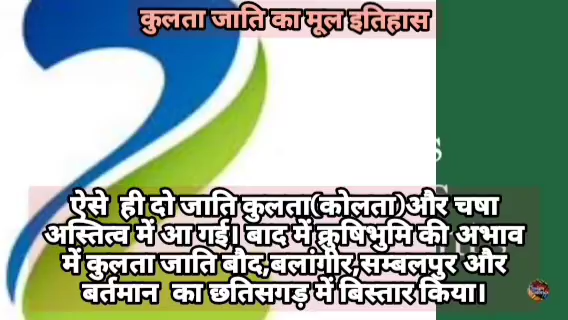 कुलता जाति का मूल इतिहास
ऐसे ही दो जाति कुलता(कोलता)और चषा
अस्तित्व में आ गई। बाद में क्रुषिभुमि की अभाव
में कुलता जाति बौद,बलांगीर,सम्बलपुर और
बर्तमान का छतिसगड़ में बिस्तार किया।